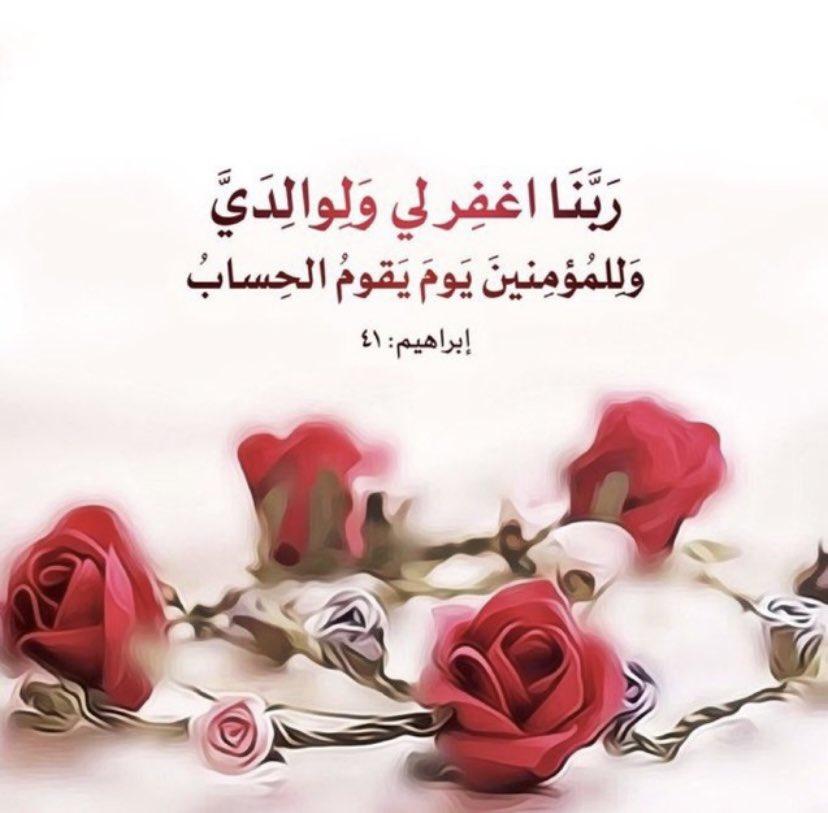 رَبَّنَا اغفِر لي وَلِوالِدَيَّ
وَلِلمُؤمِنينَ يَومَ يَقومُ الحِسابُ
إبراهيم: ٤١